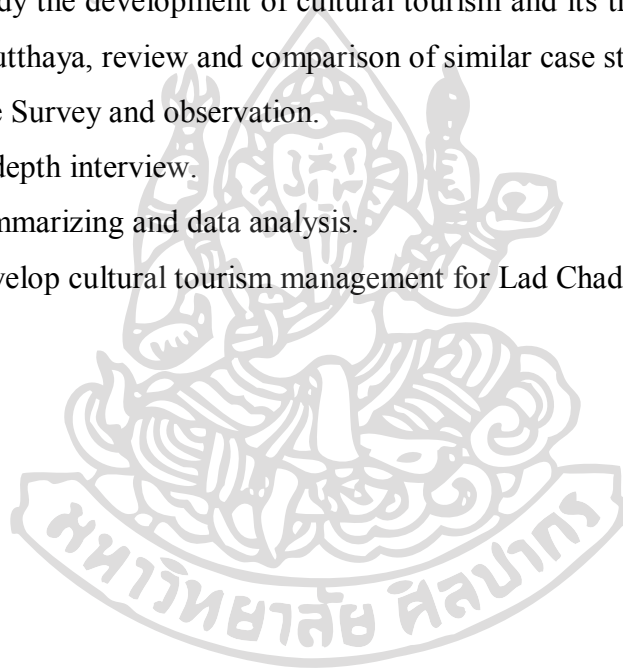 dy the development of cultural tourism and its t
utthaya, review and comparison of similar case st
e Survey and observation.
depth interview.
mmarizing and data analysis.
velop cultural tourism management for Lad Chad
มหาวิทยาลัย ศิลปากร